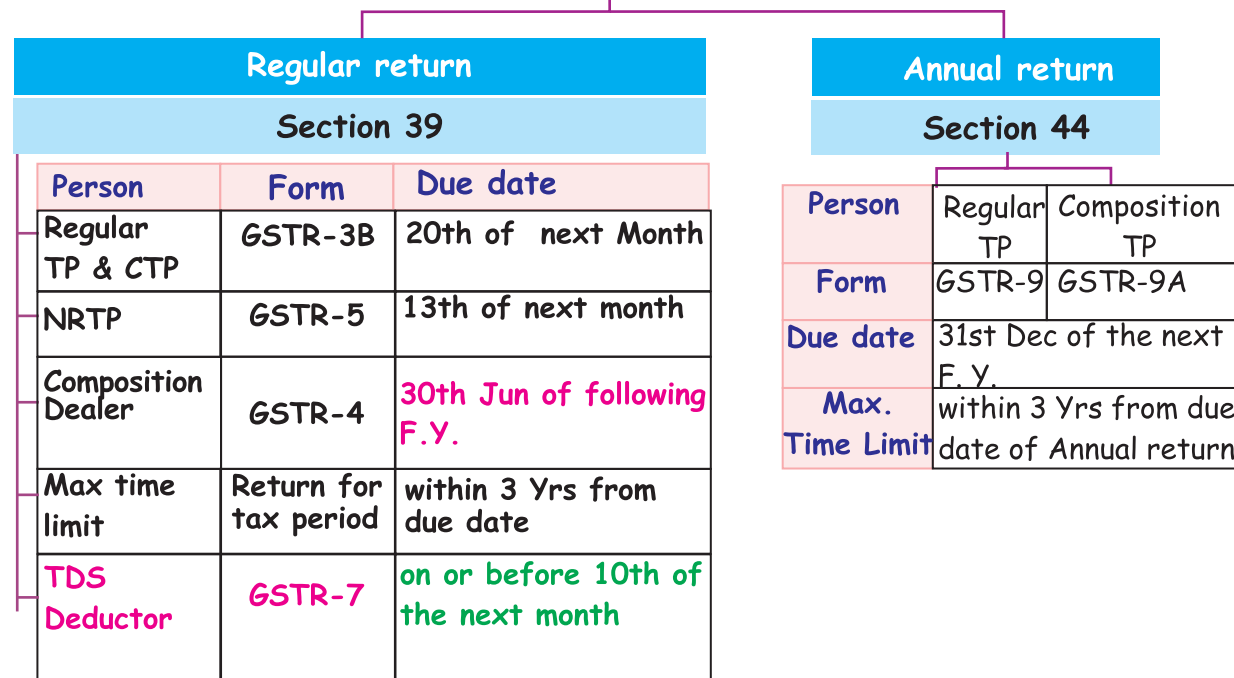 Regular return
Section 39
Person Form Due date
Regular
TP & CTP
GSTR-3B
20th of next Month
NRTP
GSTR-5
13th of next month
Composition
Dealer
GSTR-4
30th Jun of following
F.Y.
Max time
limit
Return for
tax period
within 3 Yrs from
due date
TDS
Deductor
GSTR-7
on or before 10th of
the next month
Annual return
Section 44
Person
Regular
TP
Composition
TP
Form
GSTR-9
GSTR-9A
Due date
31st Dec of the next
F. Y.
Max.
Time Limit
within 3 Yrs from due
date of Annual return